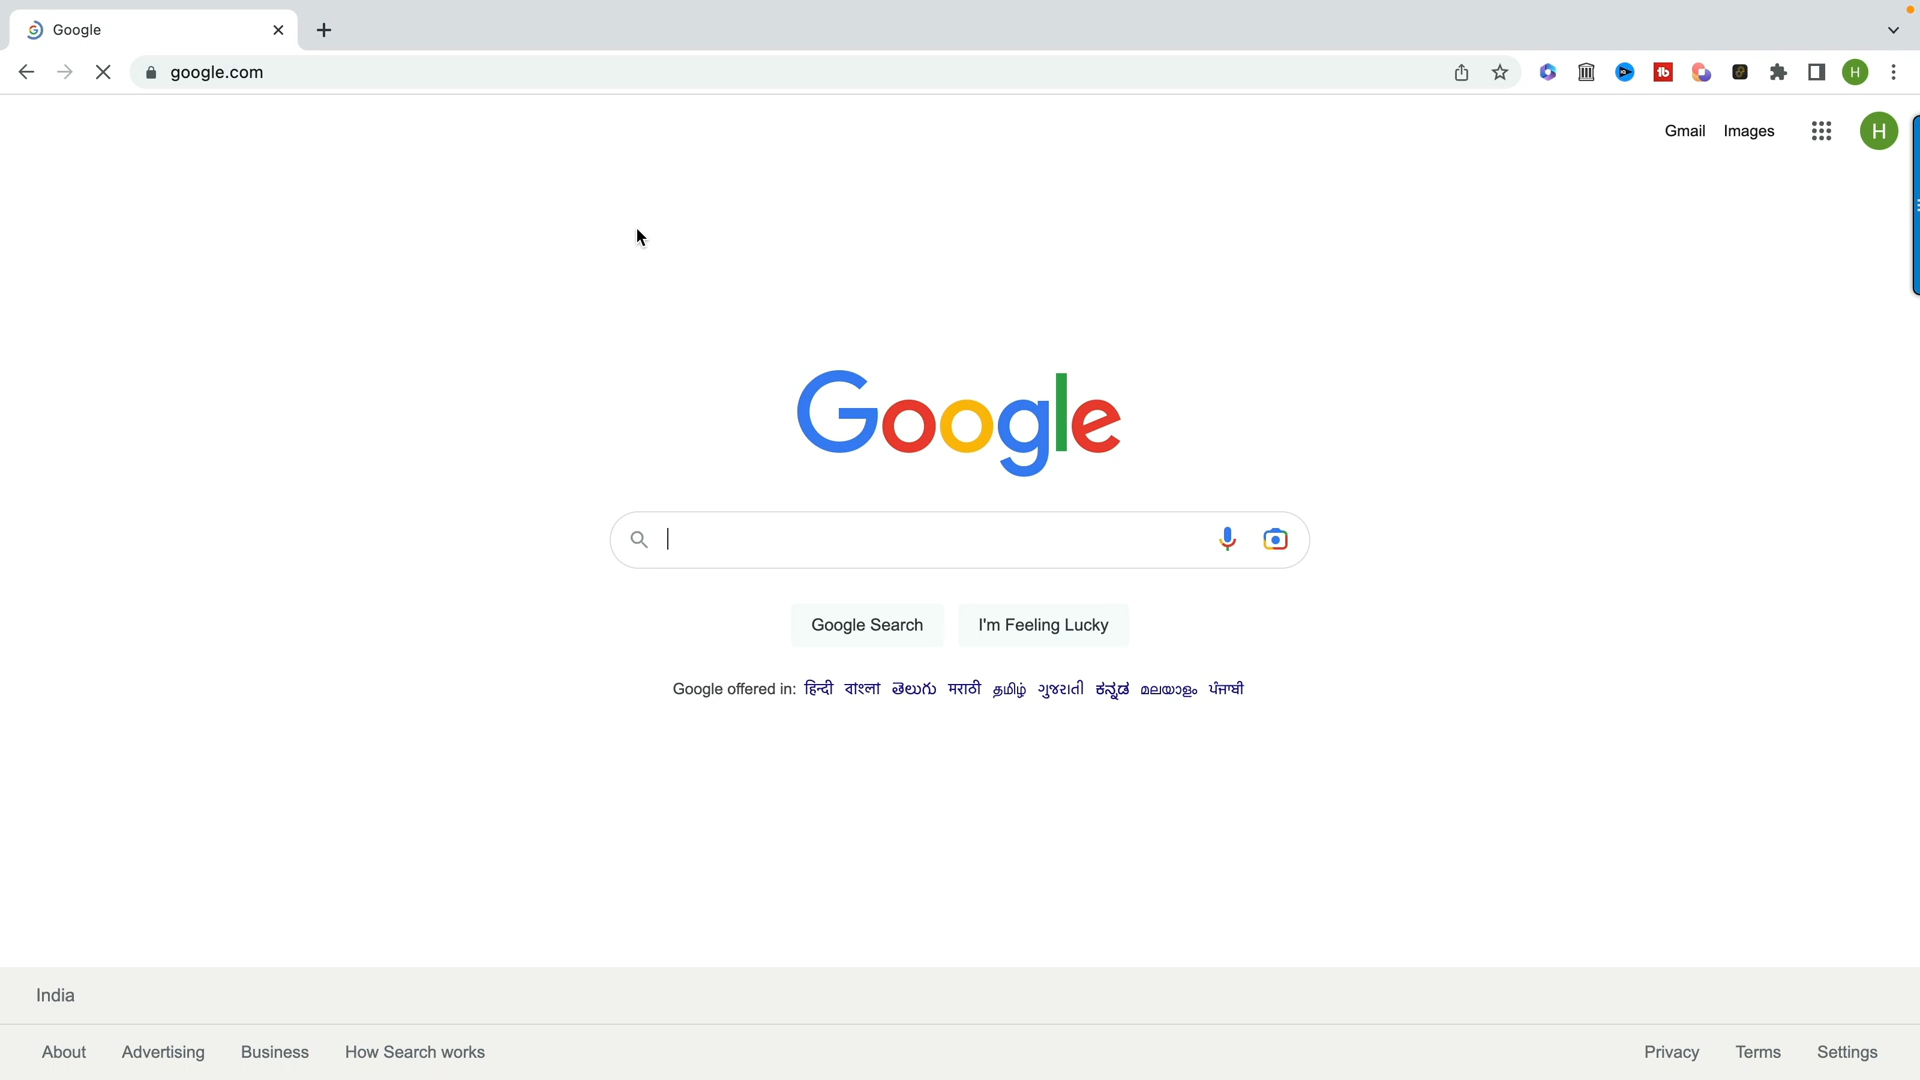 Google
google.com
H
Gmail Images H
Google
Google Search I'm Feeling Lucky
Google offered in: हिन्दी বাংলা తెలుగు मराठी தமிழ் ગુજરાતી ಕನ್ನಡ മലയാളം ਪੰਜਾਬੀ
India
About Advertising Business How Search works Privacy Terms Settings